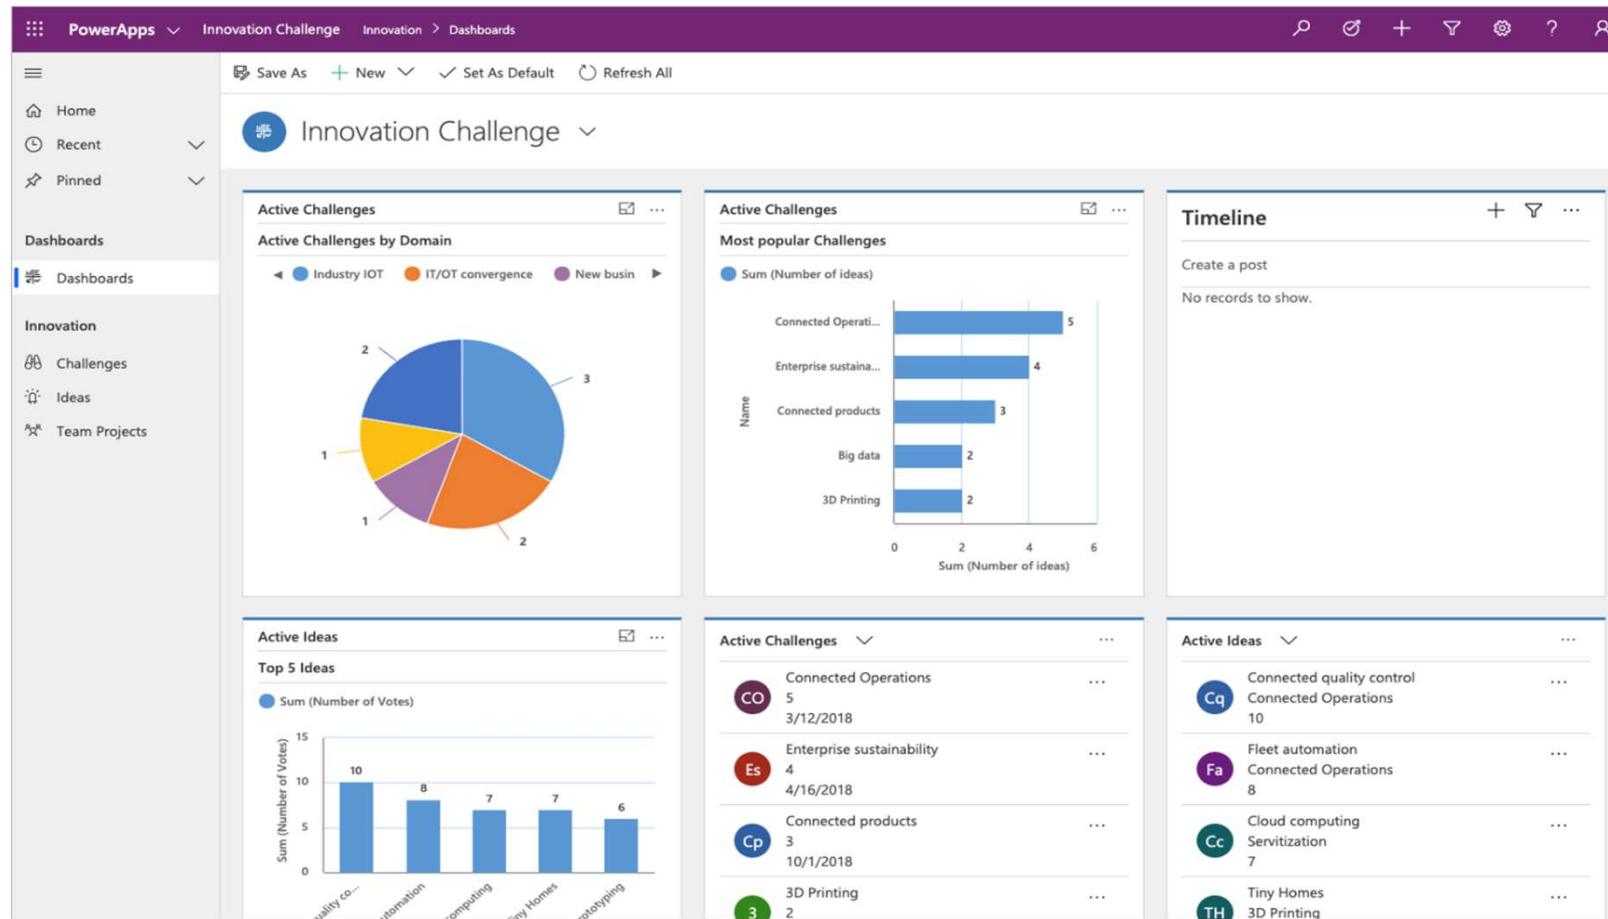 PowerApps Innovation Challenge Innovation > Dashboards
Save As New Set As Default Refresh All
Home
Recent
Pinned
Dashboards
Dashboards
Innovation
Challenges
Ideas
Team Projects
Innovation Challenge
Active Challenges
Active Challenges by Domain
Industry IOT IT/OT convergence New busin
2
3
1
1
2
Active Challenges
Most popular Challenges
Sum (Number of ideas)
Name
Connected Operati... 5
Enterprise sustaina... 4
Connected products 3
Big data 2
3D Printing 2
0 2 4 6
Sum (Number of ideas)
Timeline
Create a post
No records to show.
Active Ideas
Top 5 Ideas
Sum (Number of Votes)
Sum (Number of Votes)
15
10
5
0
10 8 7 7 6
Active Challenges
CO
Connected Operations
5
3/12/2018
Es
Enterprise sustainability
4
4/16/2018
Cp
Connected products
3
10/1/2018
3
3D Printing
2
Active Ideas
Cq
Connected quality control
Connected Operations
10
Fa
Fleet automation
Connected Operations
8
Cc
Cloud computing
Servitization
7
TH
Tiny Homes
3D Printing